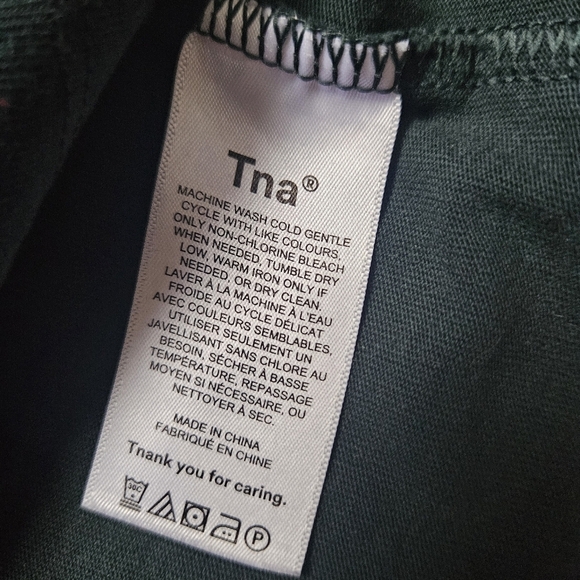 Tna®
MACHINE WASH COLD GENTLE
CYCLE WITH LIKE COLOURS,
ONLY NON-CHLORINE BLEACH
WHEN NEEDED, TUMBLE DRY
LOW, WARM IRON ONLY IF
NEEDED, OR DRY CLEAN.
LAVER À LA MACHINE À L'EAU
FROIDE AU CYCLE DÉLICAT
AVEC COULEURS SEMBLABLES,
UTILISER SEULEMENT UN
JAVELLISANT SANS CHLORE AU
BESOIN, SÉCHER À BASSE
TEMPÉRATURE, REPASSAGE
MOYEN SI NÉCESSAIRE, OU
NETTOYER À SEC.
MADE IN CHINA
FABRIQUÉ EN CHINE
Tnank you for caring.
30C P